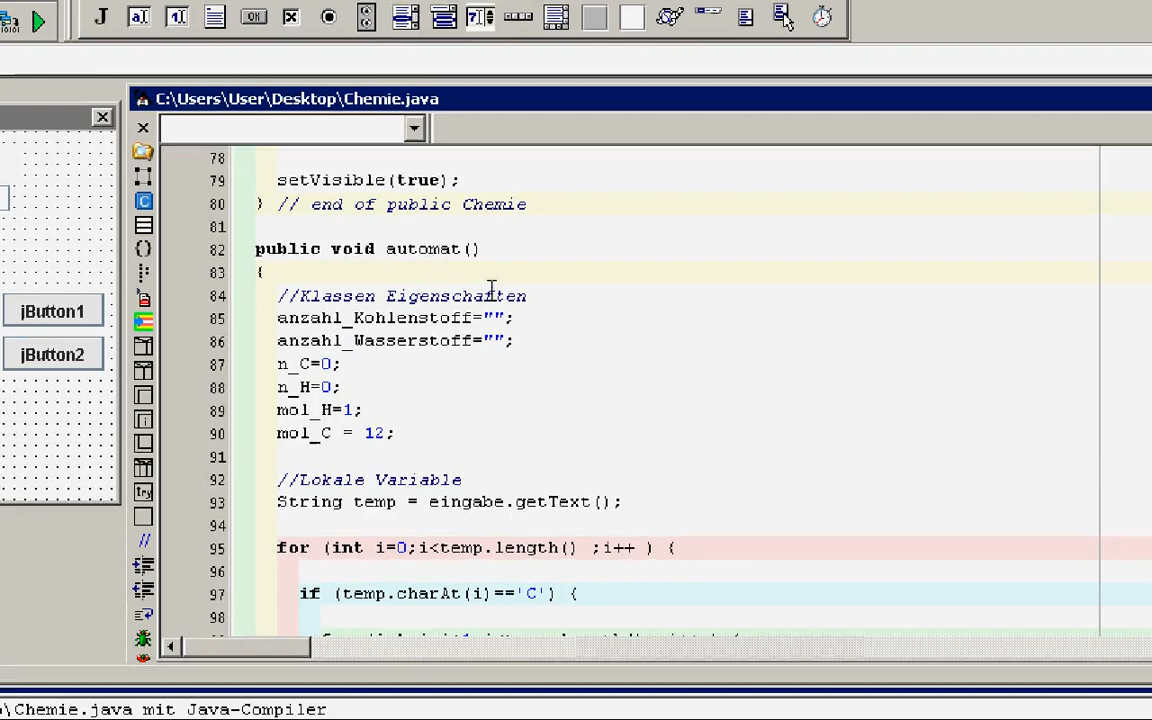 C:\Users\User\Desktop\Chemie.java
jButton1
jButton2
78
79 setVisible(true);
80 } // end of public Chemie
81
82 public void automat()
83 {
84 //Klassen Eigenschaften
85 anzahl_Kohlenstoff="";
86 anzahl_Wasserstoff="";
87 n_C=0;
88 n_H=0;
89 mol_H=1;
90 mol_C = 12;
91
92 //Lokale Variable
93 String temp = eingabe.getText();
94
95 for (int i=0;i<temp.length() ;i++ ) {
96
97 if (temp.charAt(i)=='C') {
98
\Chemie.java mit Java-Compiler